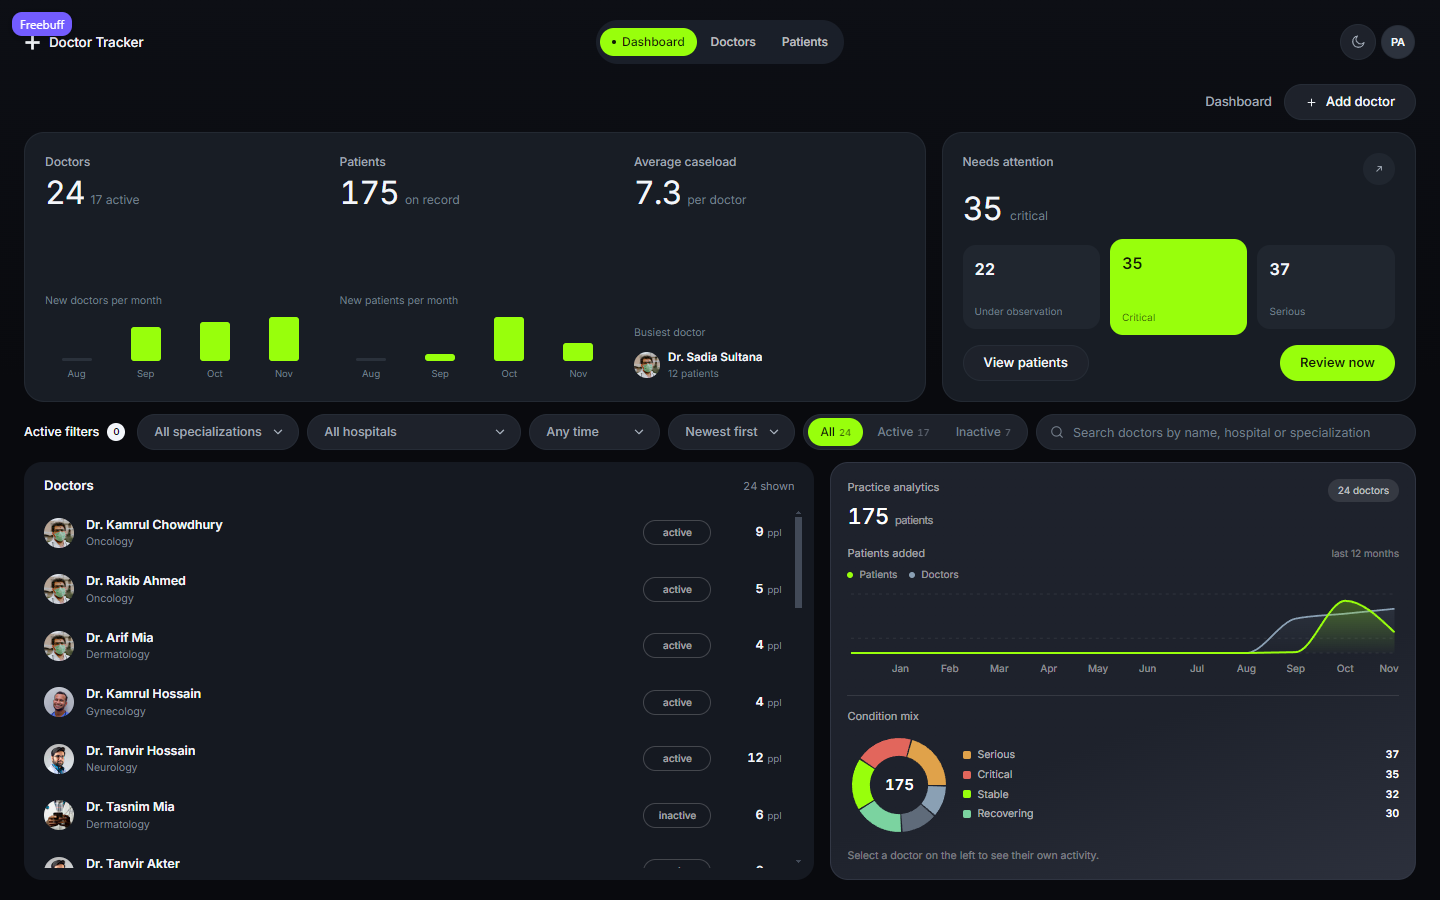 Freebuff
Doctor Tracker
Dashboard
Doctors
Patients
PA
Dashboard
+ Add doctor
Doctors
24 17 active
New doctors per month
Aug Sep Oct Nov
Patients
175 on record
New patients per month
Aug Sep Oct Nov
Average caseload
7.3 per doctor
Busiest doctor
Dr. Sadia Sultana
12 patients
Needs attention
35 critical
22
Under observation
35
Critical
37
Serious
View patients
Review now
Active filters 0
All specializations
All hospitals
Any time
Newest first
All 24
Active 17
Inactive 7
Search doctors by name, hospital or specialization
Doctors
24 shown
Dr. Kamrul Chowdhury
Oncology
active
9 ppl
Dr. Rakib Ahmed
Oncology
active
5 ppl
Dr. Arif Mia
Dermatology
active
4 ppl
Dr. Kamrul Hossain
Gynecology
active
4 ppl
Dr. Tanvir Hossain
Neurology
active
12 ppl
Dr. Tasnim Mia
Dermatology
inactive
6 ppl
Dr. Tanvir Akter
Practice analytics
24 doctors
175 patients
Patients added
last 12 months
Patients
Doctors
Jan Feb Mar Apr May Jun Jul Aug Sep Oct Nov
Condition mix
175
Serious 37
Critical 35
Stable 32
Recovering 30
Select a doctor on the left to see their own activity.